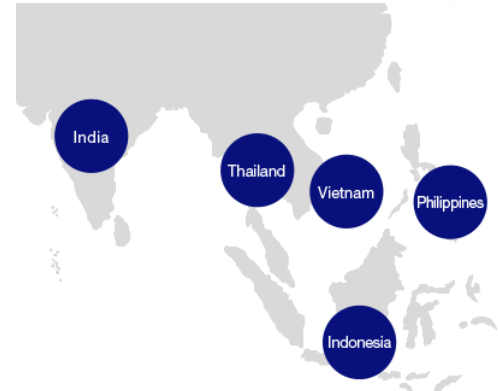 India
Thailand
Vietnam
Philippines
Indonesia